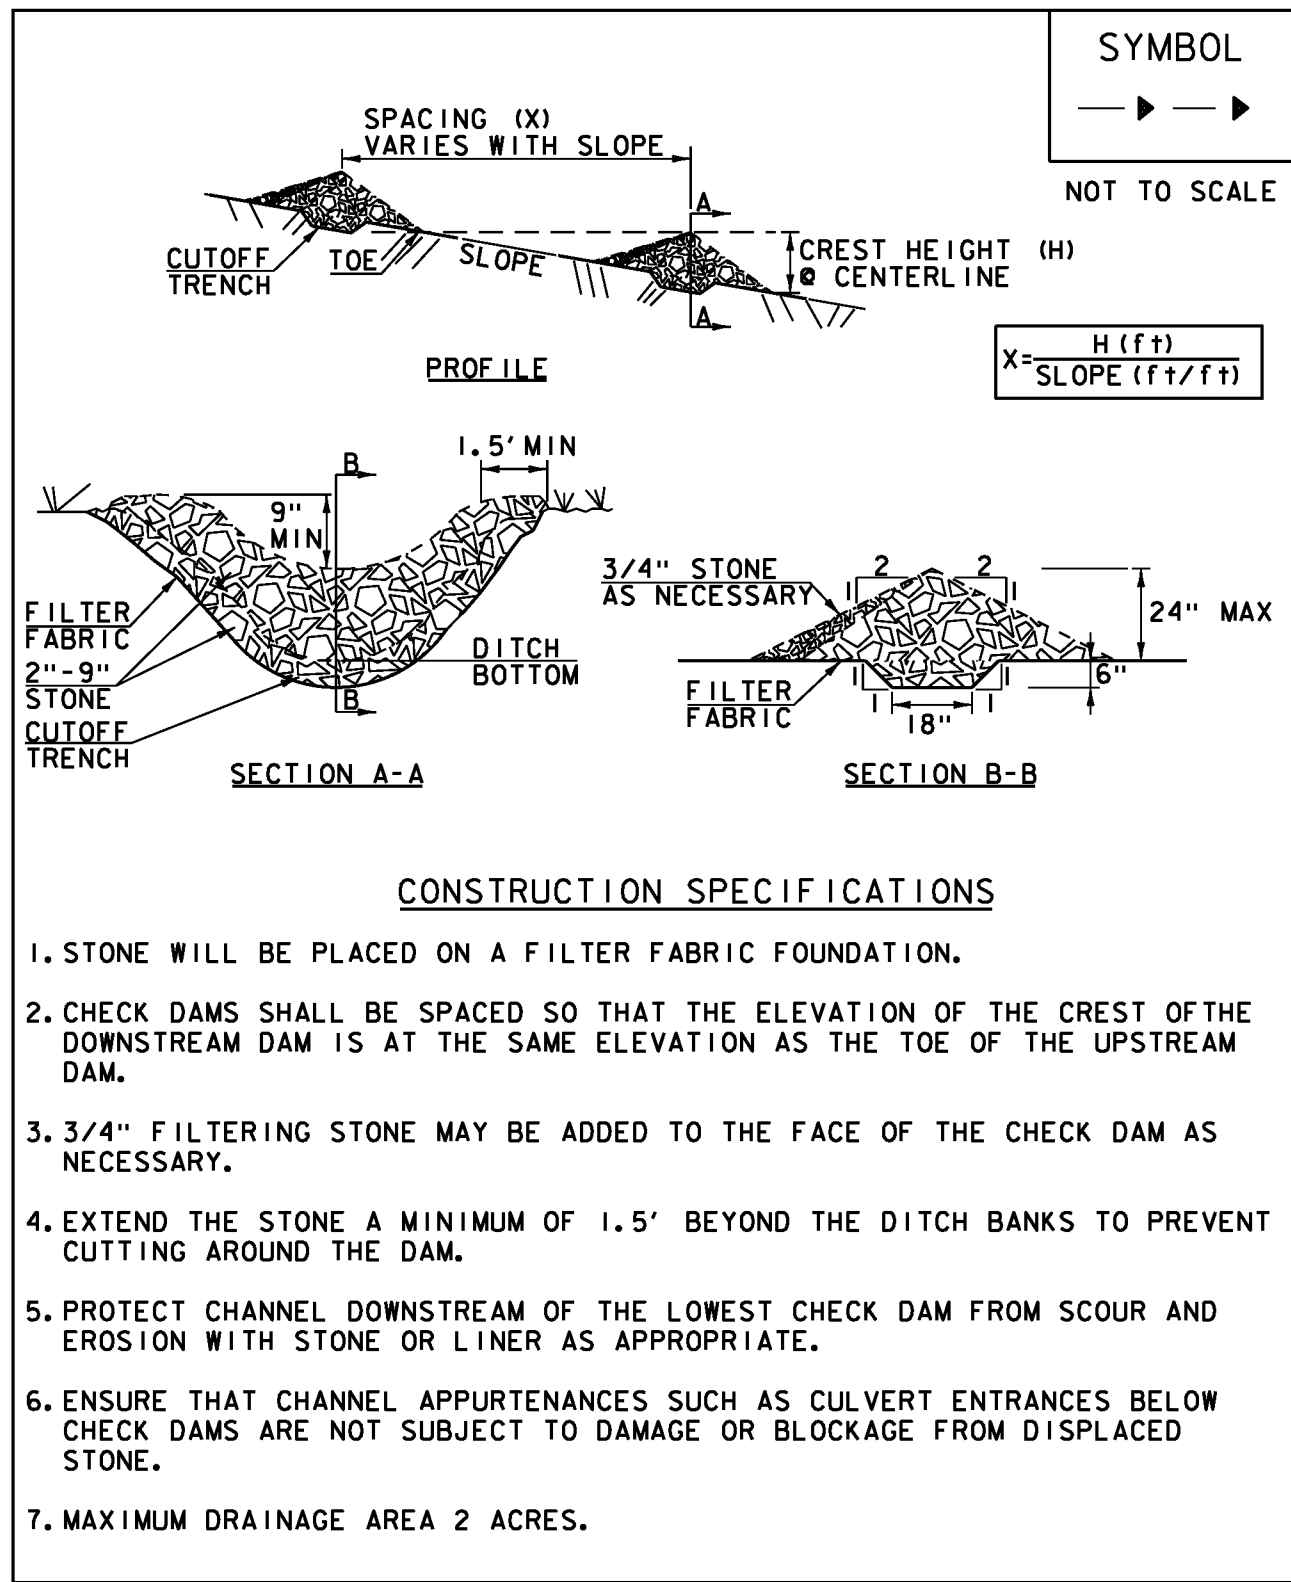 SYMBOL
NOT TO SCALE
SPACING (X)
VARIES WITH SLOPE
A
CUTOFF
TRENCH
TOE
SLOPE
CREST HEIGHT (H)
@ CENTERLINE
A
PROFILE
X=H(ft)
SLOPE(ft/ft)
B
1.5' MIN
9"
MIN
FILTER
FABRIC
2"-9"
STONE
CUTOFF
TRENCH
DITCH
BOTTOM
B
SECTION A-A
3/4" STONE
AS NECESSARY
2
2
1
1
24" MAX
6"
FILTER
FABRIC
1
1
1
1
18"
SECTION B-B
CONSTRUCTION SPECIFICATIONS
1. STONE WILL BE PLACED ON A FILTER FABRIC FOUNDATION.
2. CHECK DAMS SHALL BE SPACED SO THAT THE ELEVATION OF THE CREST OFTHE
DOWNSTREAM DAM IS AT THE SAME ELEVATION AS THE TOE OF THE UPSTREAM
DAM.
3. 3/4" FILTERING STONE MAY BE ADDED TO THE FACE OF THE CHECK DAM AS
NECESSARY.
4. EXTEND THE STONE A MINIMUM OF 1.5' BEYOND THE DITCH BANKS TO PREVENT
CUTTING AROUND THE DAM.
5. PROTECT CHANNEL DOWNSTREAM OF THE LOWEST CHECK DAM FROM SCOUR AND
EROSION WITH STONE OR LINER AS APPROPRIATE.
6. ENSURE THAT CHANNEL APPURTENANCES SUCH AS CULVERT ENTRANCES BELOW
CHECK DAMS ARE NOT SUBJECT TO DAMAGE OR BLOCKAGE FROM DISPLACED
STONE.
7. MAXIMUM DRAINAGE AREA 2 ACRES.